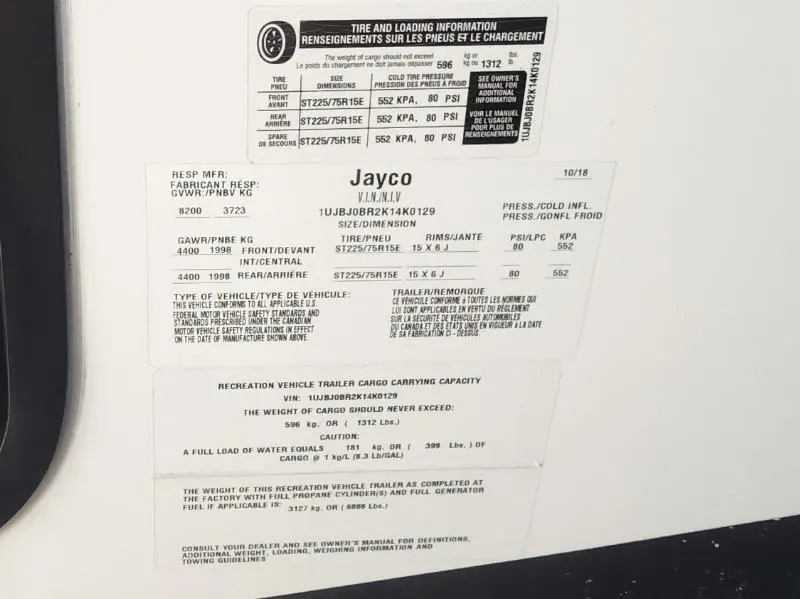 TIRE AND LOADING INFORMATION
RENSEIGNEMENTS SUR LES PNEUS ET LE CHARGEMENT
The weight of cargo should not exceed kg or lbs.
Le poids du chargement ne doit jamais dépasser 596 kg ou 1312 lb
TIRE PNEU SIZE DIMENSIONS COLD TIRE PRESSURE PRESSION DES PNEUS À FROID
FRONT AVANT ST225/75R15E 552 KPA, 80 PSI
REAR ARRIÈRE ST225/75R15E 552 KPA, 80 PSI
SPARE DE SECOURS ST225/75R15E 552 KPA, 80 PSI
SEE OWNER'S
MANUAL FOR
ADDITIONAL
INFORMATION
VOIR LE MANUEL
DE L'USAGER
POUR PLUS DE
RENSEIGNEMENTS
1UJBJ0BR2K14K0129
RESP MFR:
FABRICANT RESP:
GVWR:/PNBV KG
8200 3723
Jayco
V.I.N./N.I.V
1UJBJ0BR2K14K0129
SIZE/DIMENSION
10/18
PRESS./COLD INFL.
PRESS./GONFL FROID
GAWR/PNBE KG TIRE/PNEU RIMS/JANTE PSI/LPC KPA
4400 1998 FRONT/DEVANT ST225/75R15E 15 X 6 J 80 552
INT/CENTRAL
4400 1998 REAR/ARRIÉRE ST225/75R15E 15 X 6 J 80 552
TYPE OF VEHICLE/TYPE DE VÉHICULE:
THIS VEHICLE CONFORMS TO ALL APPLICABLE U.S.
FEDERAL MOTOR VEHICLE SAFETY STANDARDS AND
STANDARDS PRESCRIBED UNDER THE CANADIAN
MOTOR VEHICLE SAFETY REGULATIONS IN EFFECT
ON THE DATE OF MANUFACTURE SHOWN ABOVE.
TRAILER/REMORQUE
CE VÉHICULE CONFORME à TOUTES LES NORMES QUI
LUI SONT APPLICABLES EN VERTU DU RÈGLEMENT
SUR LA SÉCURITÉ DE VÉHICULES AUTOMOBILES
DU CANADA ET DES ETATS UNIS EN VIGUEUR à LA DATE
DE SA FABRICATION CI - DESSUS.
RECREATION VEHICLE TRAILER CARGO CARRYING CAPACITY
VIN: 1UJBJ0BR2K14K0129
THE WEIGHT OF CARGO SHOULD NEVER EXCEED:
596 kg. OR ( 1312 Lbs.)
CAUTION:
A FULL LOAD OF WATER EQUALS 181 kg. OR ( 399 Lbs. ) OF
CARGO @ 1 kg/L (8.3 Lb/GAL)
THE WEIGHT OF THIS RECREATION VEHICLE TRAILER AS COMPLETED AT
THE FACTORY WITH FULL PROPANE CYLINDER(S) AND FULL GENERATOR
FUEL IF APPLICABLE IS: 3127 kg. OR (6888 Lbs.)
CONSULT YOUR DEALER AND SEE OWNER'S MANUAL FOR DEFINITIONS,
ADDITIONAL WEIGHT, LOADING, WEIGHING INFORMATION AND
TOWING GUIDELINES